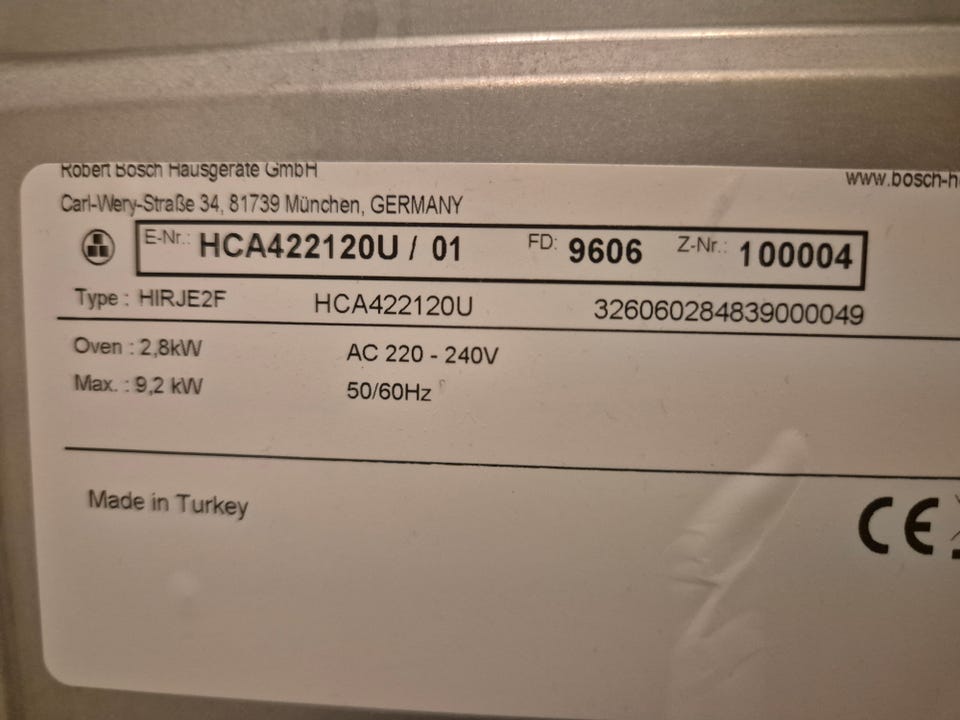 Robert Bosch Hausgeräte GmbH www.bosch-h
Carl-Wery-Straße 34, 81739 München, GERMANY
E-Nr.: HCA422120U / 01 FD: 9606 Z-Nr.: 100004
Type : HIRJE2F HCA422120U 326060284839000049
Oven : 2,8kW AC 220 - 240V
Max. : 9,2 kW 50/60Hz
Made in Turkey
CE